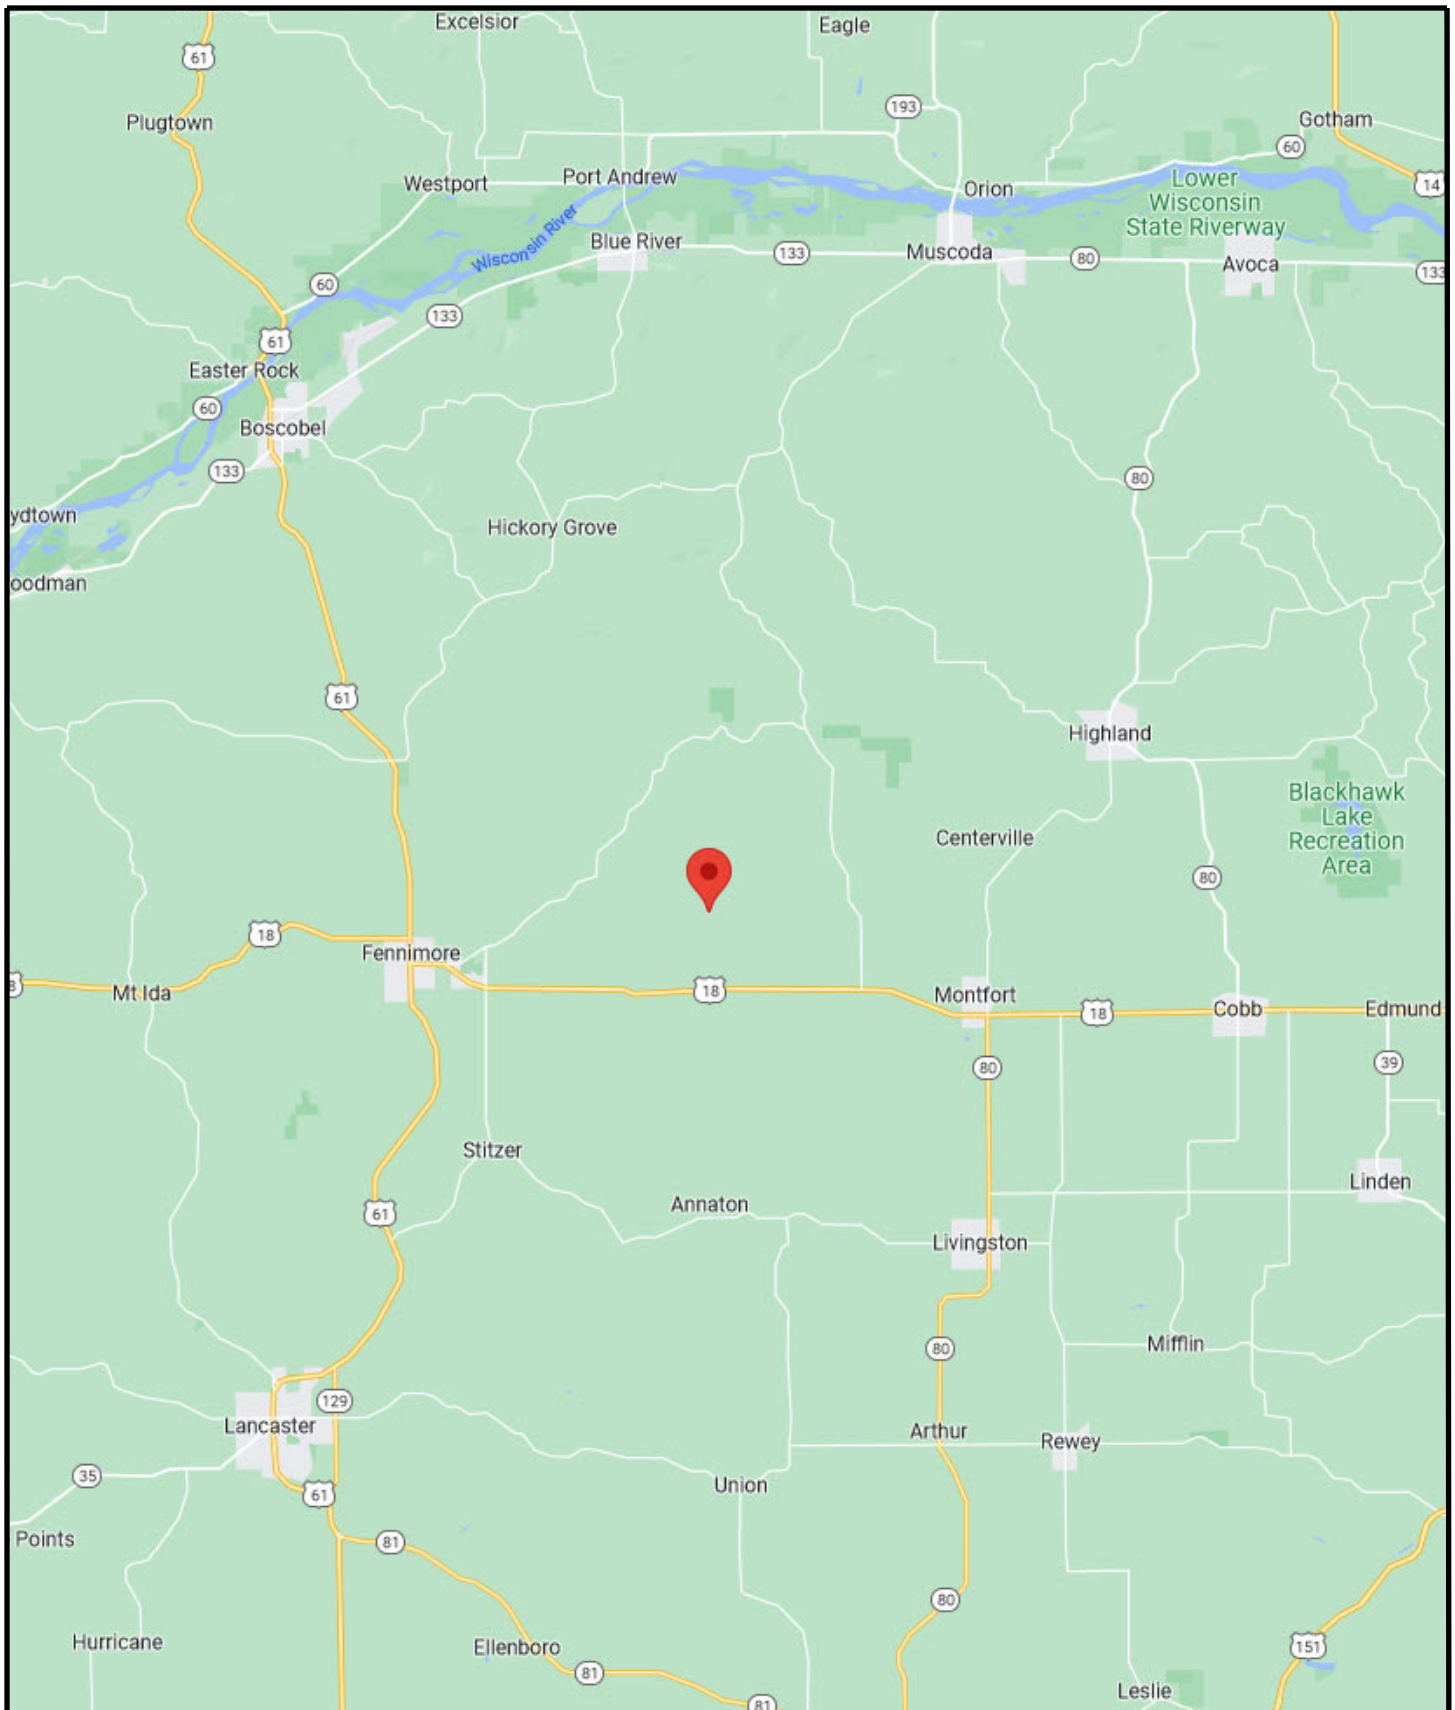 Excelsior
Eagle
61
193
Plugtown
Gotham
60
Westport
Port Andrew
14
Orion
Lower
Wisconsin
State Riverway
Wisconsin River
Blue River
133
Muscoda
80
Avoca
133
60
133
61
Easter Rock
60
Boscobel
133
80
ydtown
Hickory Grove
oodman
61
Highland
Blackhawk
Lake
Recreation
Area
Centerville
80
18
Fennimore
8
Mt Ida
18
Montfort
18
Cobb
Edmund
80
39
Stitzer
Linden
Annaton
61
Livingston
Mifflin
80
129
Lancaster
Arthur
Rewey
35
Union
61
Points
81
80
Hurricane
Ellenboro
151
81
Leslie
81